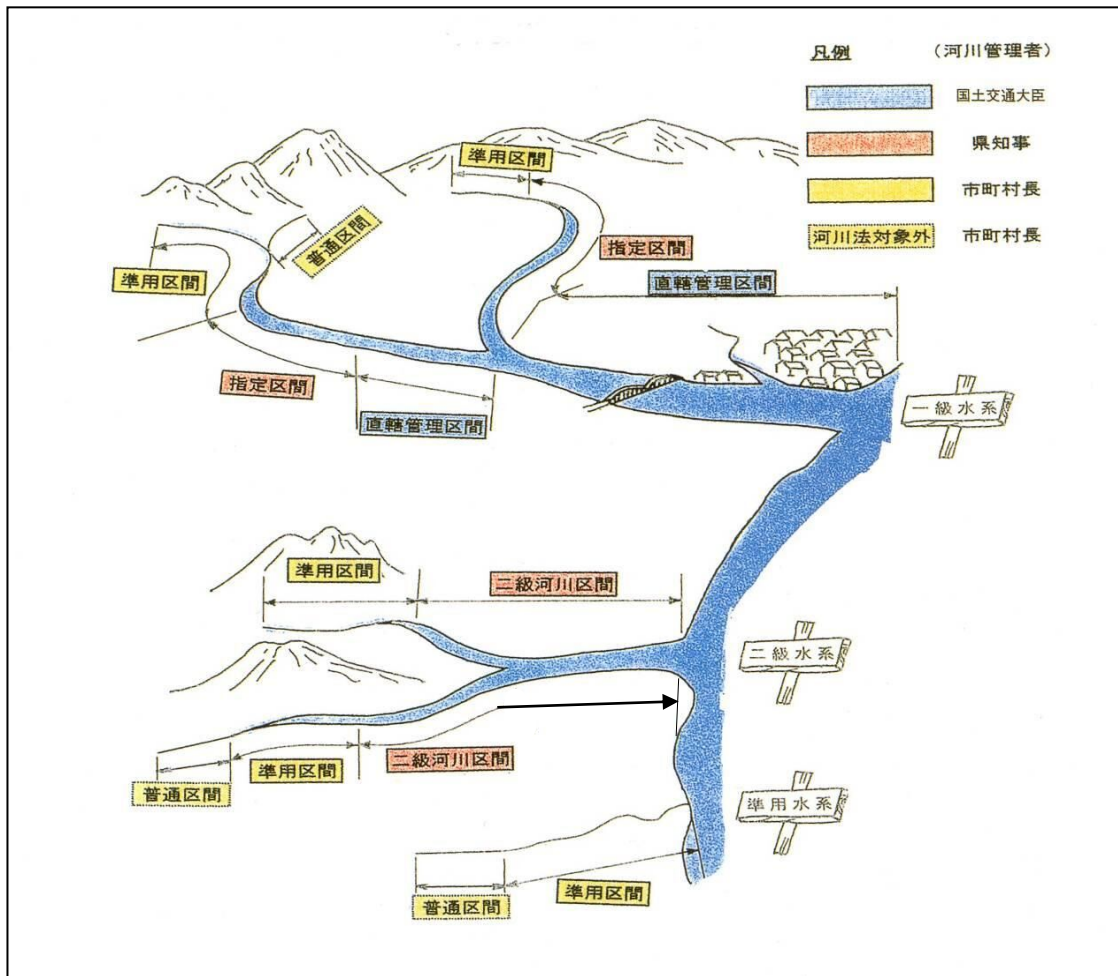 凡例 (河川管理者)
国土交通大臣
県知事
市町村長
河川法対象外 市町村長
準用区間
普通区間
指定区間
準用区間
直轄管理区間
指定区間
直轄管理区間
一級水系
準用区間
二級河川区間
二級水系
二級河川区間
準用区間
普通区間
準用水系
準用区間
普通区間